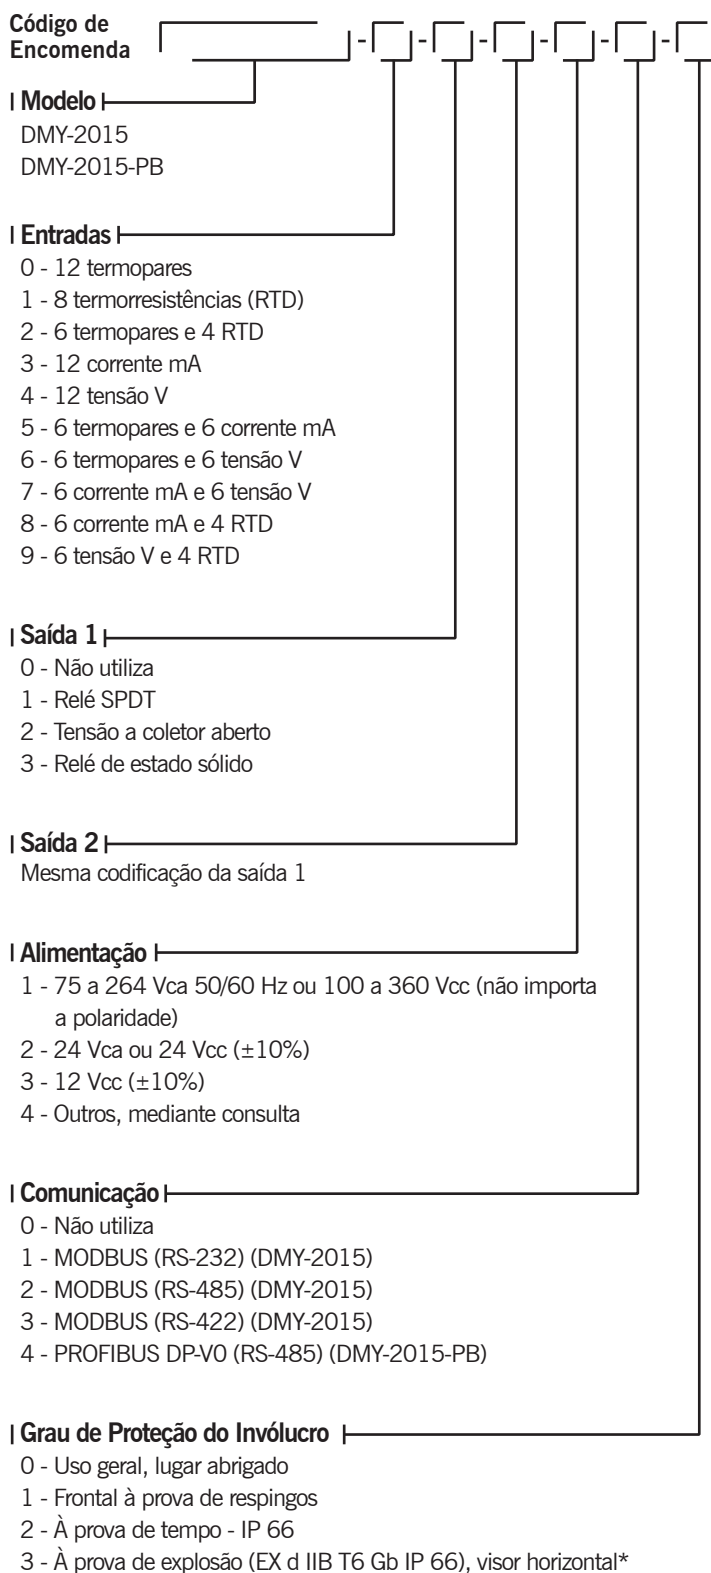 Código de
Encomenda
- - - - - -
Modelo
DMY-2015
DMY-2015-PB
Entradas
0 - 12 termopares
1 - 8 termorresistências (RTD)
2 - 6 termopares e 4 RTD
3 - 12 corrente mA
4 - 12 tensão V
5 - 6 termopares e 6 corrente mA
6 - 6 termopares e 6 tensão V
7 - 6 corrente mA e 6 tensão V
8 - 6 corrente mA e 4 RTD
9 - 6 tensão V e 4 RTD
Saída 1
0 - Não utiliza
1 - Relé SPDT
2 - Tensão a coletor aberto
3 - Relé de estado sólido
Saída 2
Mesma codificação da saída 1
Alimentação
1 - 75 a 264 Vca 50/60 Hz ou 100 a 360 Vcc (não importa
a polaridade)
2 - 24 Vca ou 24 Vcc (±10%)
3 - 12 Vcc (±10%)
4 - Outros, mediante consulta
Comunicação
0 - Não utiliza
1 - MODBUS (RS-232) (DMY-2015)
2 - MODBUS (RS-485) (DMY-2015)
3 - MODBUS (RS-422) (DMY-2015)
4 - PROFIBUS DP-V0 (RS-485) (DMY-2015-PB)
Grau de Proteção do Invólucro
0 - Uso geral, lugar abrigado
1 - Frontal à prova de respingos
2 - À prova de tempo - IP 66
3 - À prova de explosão (EX d IIB T6 Gb IP 66), visor horizontal*